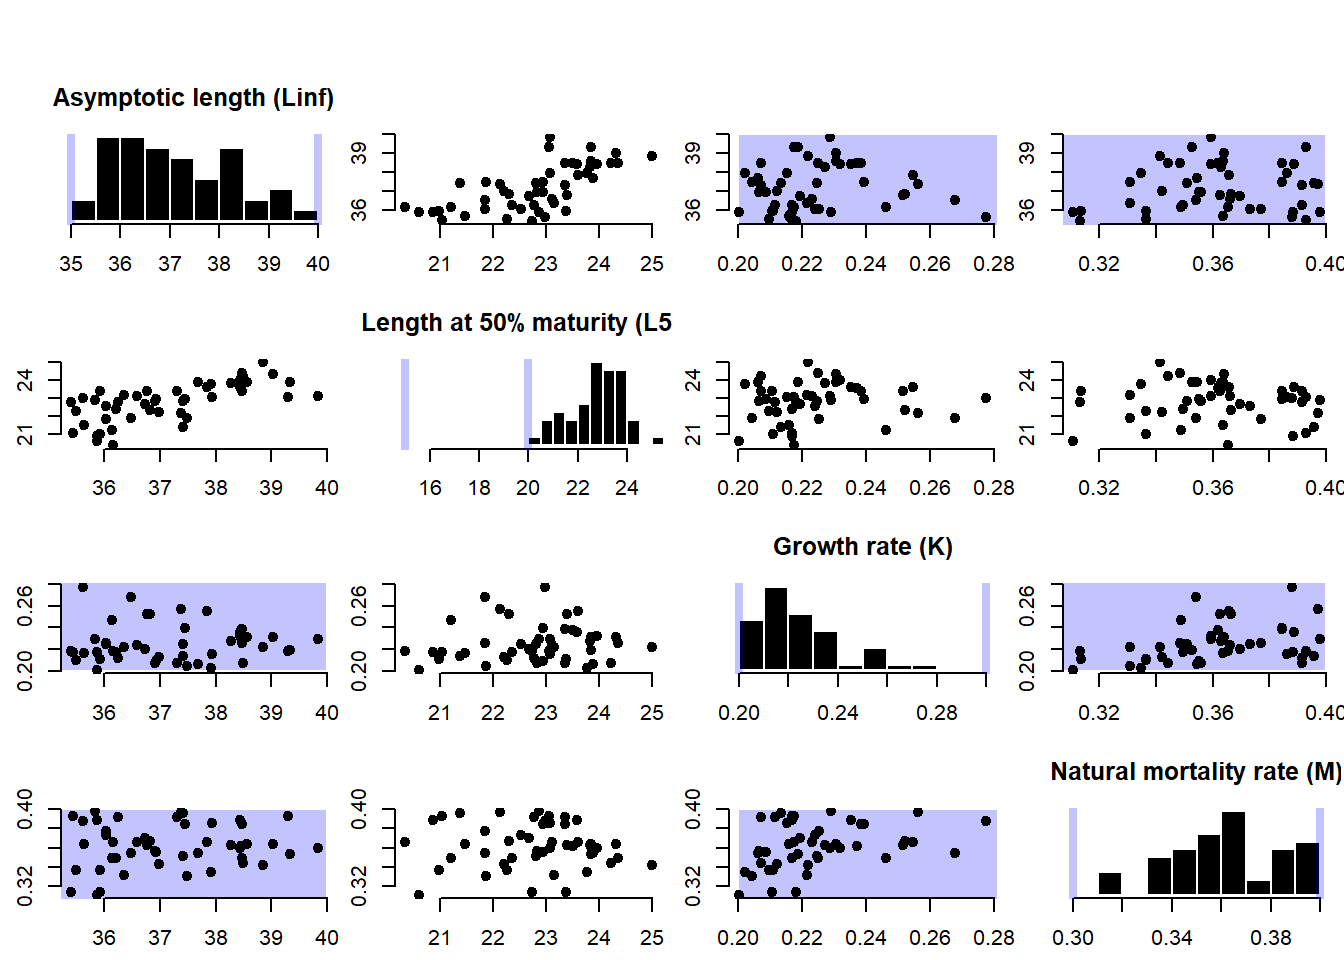 Asymptotic length (Linf)
36 39
36 39
36 39
35 36 37 38 39 40
21 22 23 24 25
0.20 0.22 0.24 0.26 0.28
0.32 0.36 0.40
Length at 50% maturity (L5
21 24
21 24
21 24
36 37 38 39 40
16 18 20 22 24
0.20 0.22 0.24 0.26 0.28
0.32 0.36 0.40
Growth rate (K)
0.20 0.26
0.20 0.26
0.20 0.26
36 37 38 39 40
21 22 23 24 25
0.20 0.24 0.28
0.32 0.36 0.40
Natural mortality rate (M)
0.32 0.40
0.32 0.40
0.32 0.40
36 37 38 39 40
21 22 23 24 25
0.20 0.22 0.24 0.26 0.28
0.30 0.34 0.38